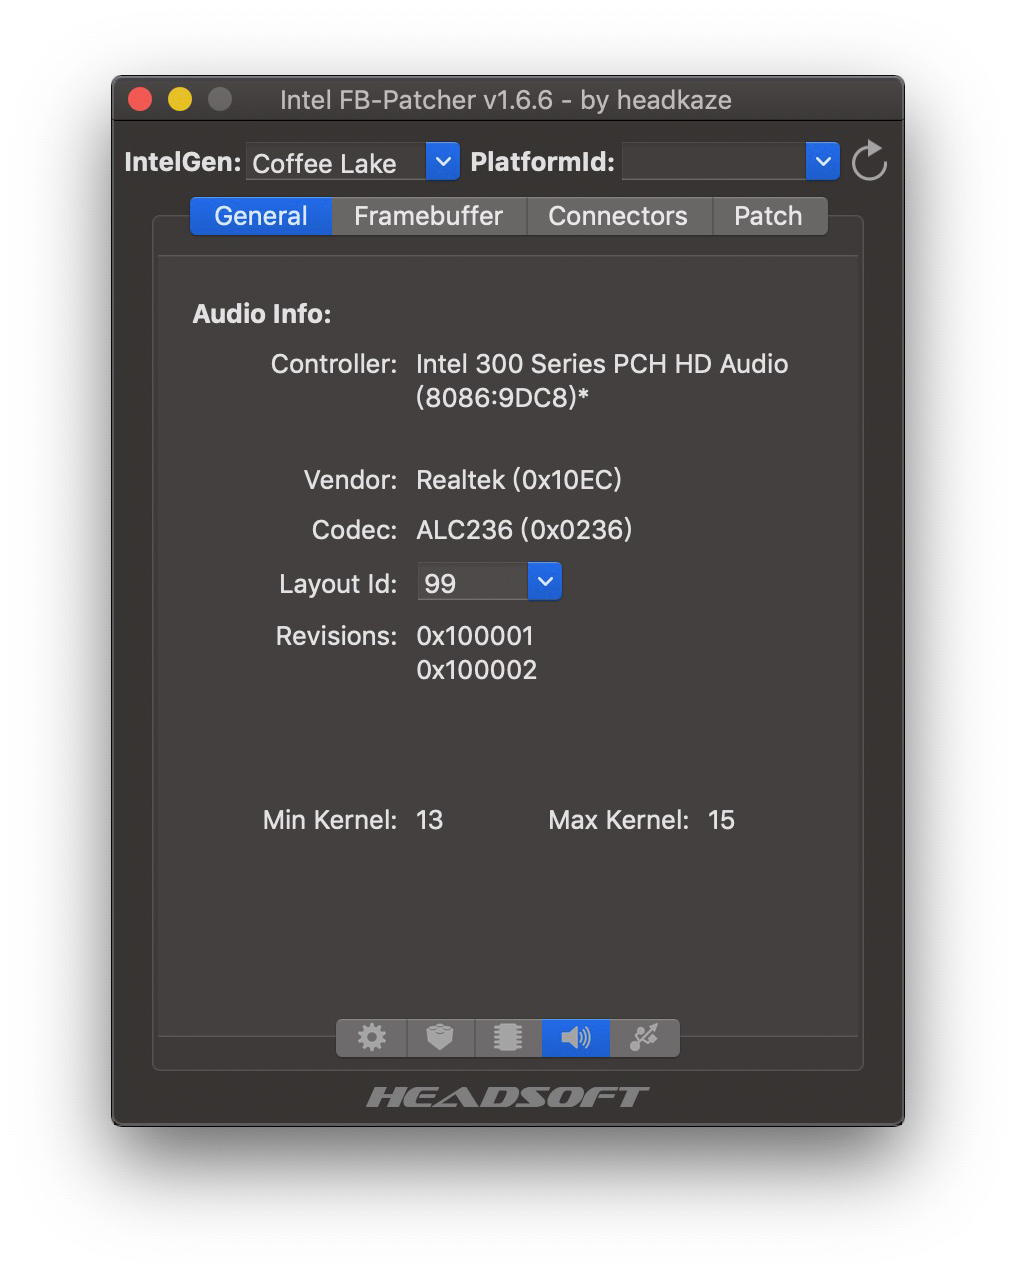 Intel FB-Patcher v1.6.6 - by headkaze
IntelGen: Coffee Lake PlatformId:
General Framebuffer Connectors Patch
Audio Info:
Controller: Intel 300 Series PCH HD Audio
(8086:9DC8)*
Vendor: Realtek (0x10EC)
Codec: ALC236 (0x0236)
Layout Id: 99
Revisions: 0x100001
0x100002
Min Kernel: 13 Max Kernel: 15
HEADSOFT